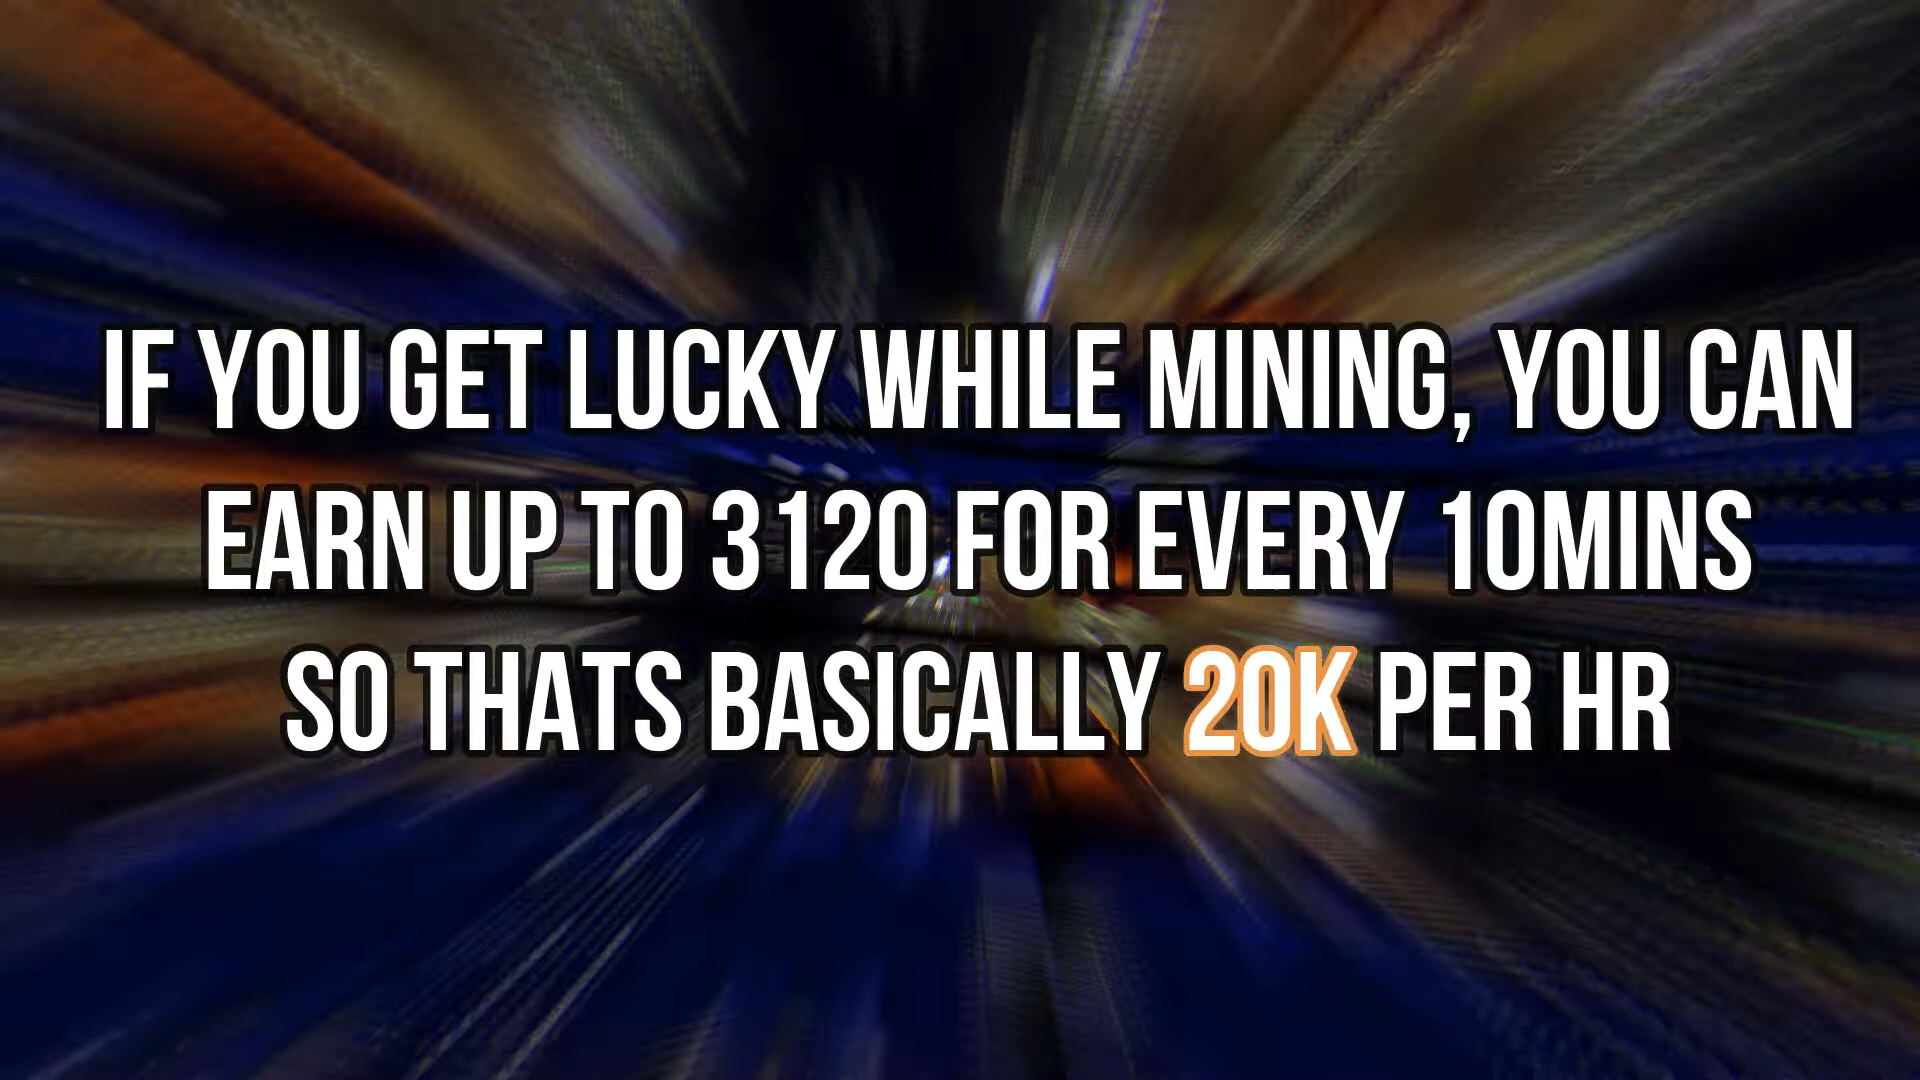 IF YOU GET LUCKY WHILE MINING, YOU CAN
EARN UP TO 3120 FOR EVERY 10MINS
SO THATS BASICALLY 20K PER HR